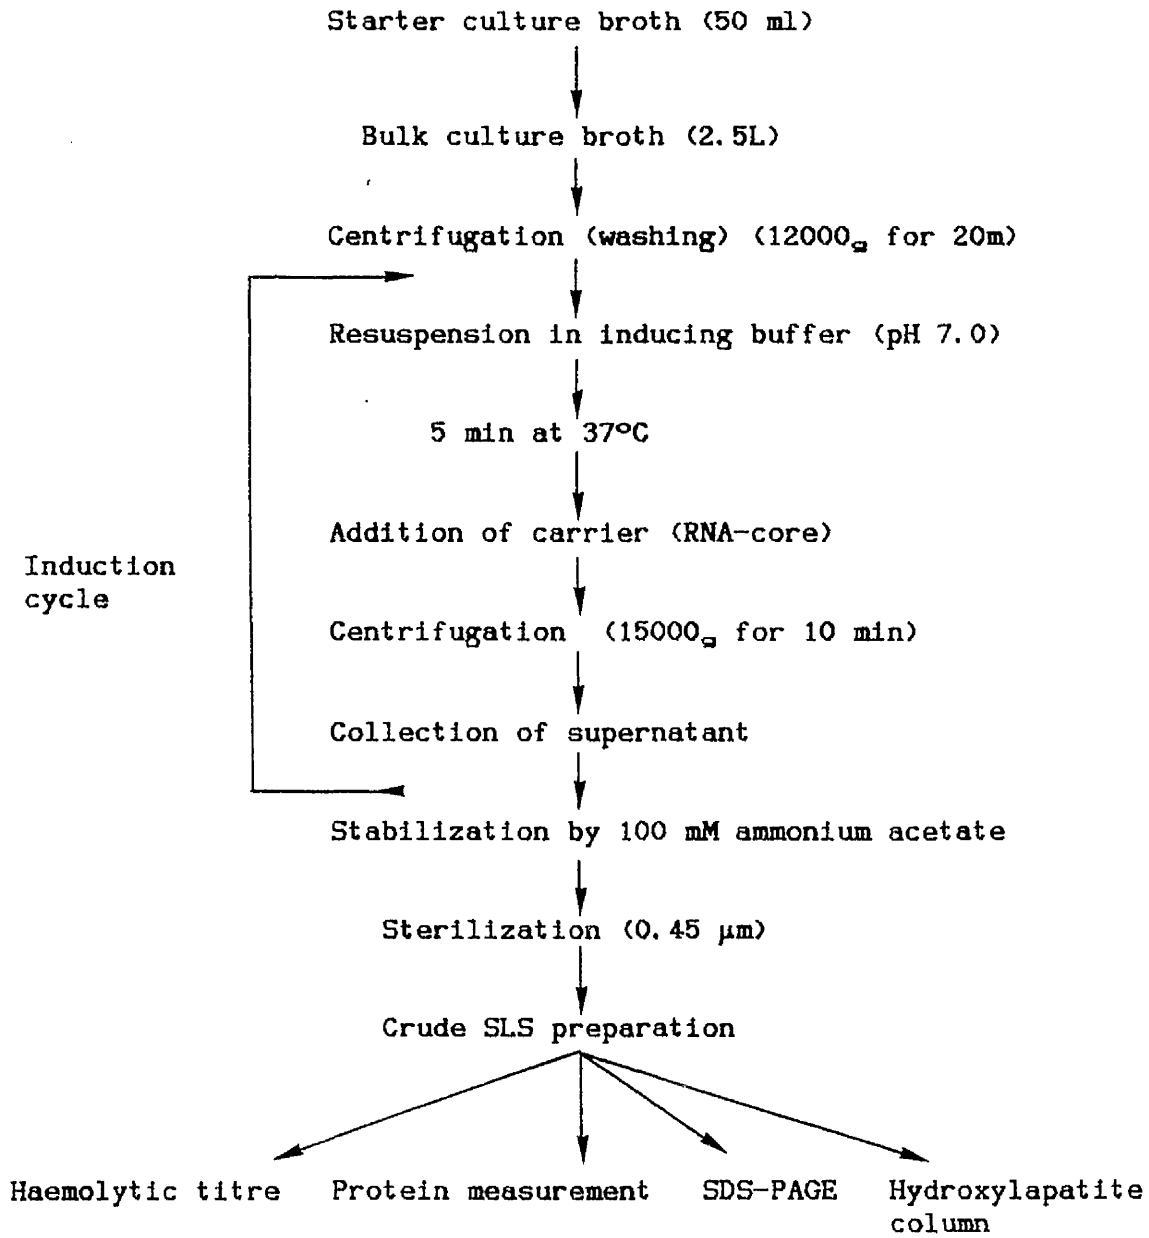 Starter culture broth (50 ml)
Bulk culture broth (2.5L)
Centrifugation (washing) (12000g for 20m)
Resuspension in inducing buffer (pH 7.0)
5 min at 37°C
Addition of carrier (RNA-core)
Induction
cycle
Centrifugation (15000g for 10 min)
Collection of supernatant
Stabilization by 100 mM ammonium acetate
Sterilization (0.45 µm)
Crude SLS preparation
Haemolytic titre Protein measurement SDS-PAGE Hydroxylapatite
column